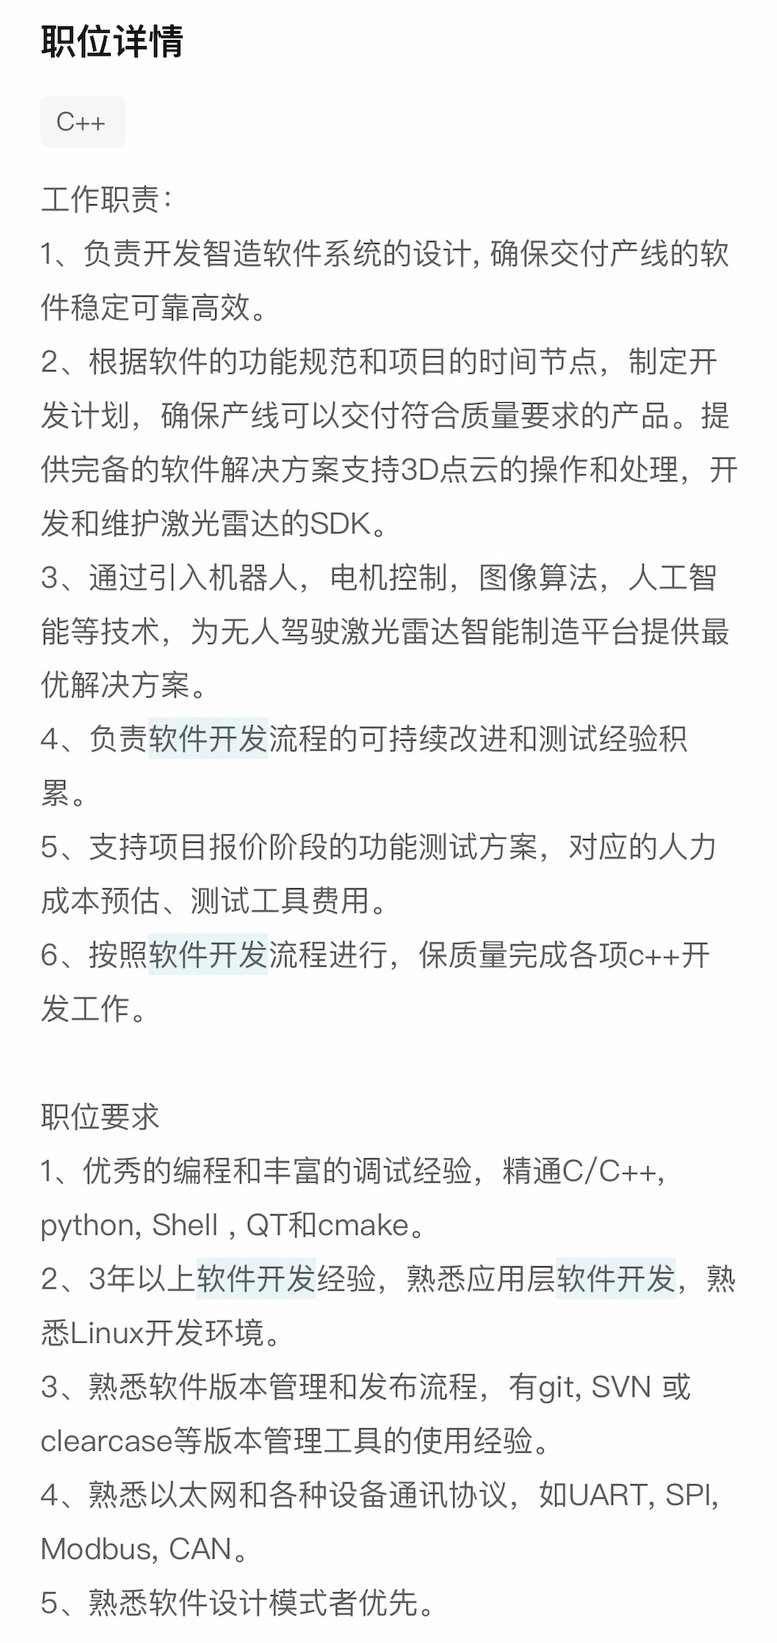 职位详情
C++
工作职责：
1、负责开发智造软件系统的设计, 确保交付产线的软
件稳定可靠高效。
2、根据软件的功能规范和项目的时间节点，制定开
发计划，确保产线可以交付符合质量要求的产品。提
供完备的软件解决方案支持3D点云的操作和处理，开
发和维护激光雷达的SDK。
3、通过引入机器人，电机控制，图像算法，人工智
能等技术，为无人驾驶激光雷达智能制造平台提供最
优解决方案。
4、负责软件开发流程的可持续改进和测试经验积
累。
5、支持项目报价阶段的功能测试方案，对应的人力
成本预估、测试工具费用。
6、按照软件开发流程进行，保质量完成各项c++开
发工作。
职位要求
1、优秀的编程和丰富的调试经验，精通C/C++,
python, Shell , QT和cmake。
2、3年以上软件开发经验，熟悉应用层软件开发，熟
悉Linux开发环境。
3、熟悉软件版本管理和发布流程，有git, SVN 或
clearcase等版本管理工具的使用经验。
4、熟悉以太网和各种设备通讯协议，如UART, SPI,
Modbus, CAN。
5、熟悉软件设计模式者优先。